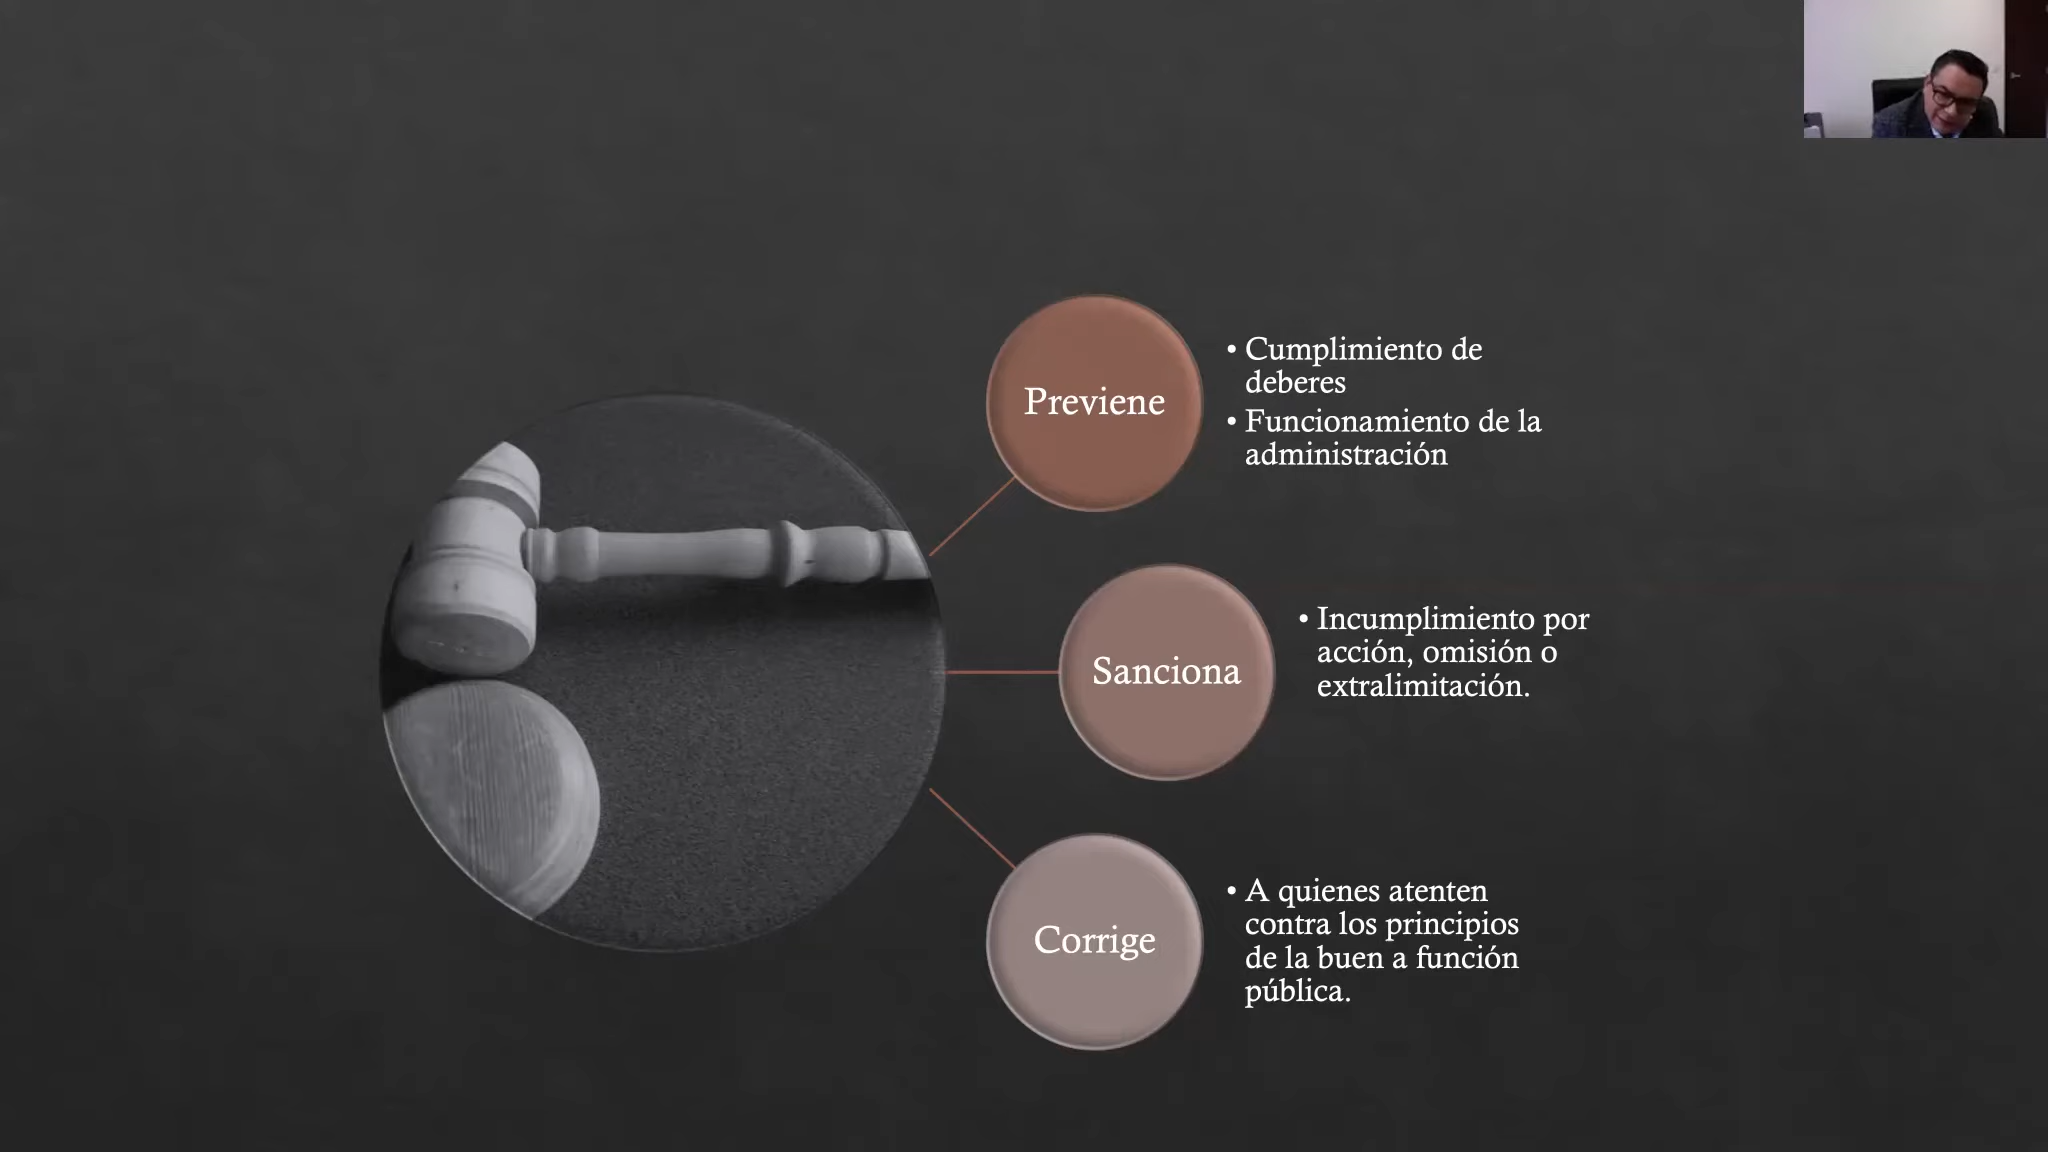 Previene
• Cumplimiento de
deberes
• Funcionamiento de la
administración
Sanciona
• Incumplimiento por
acción, omisión o
extralimitación.
Corrige
• A quienes atenten
contra los principios
de la buen a función
pública.